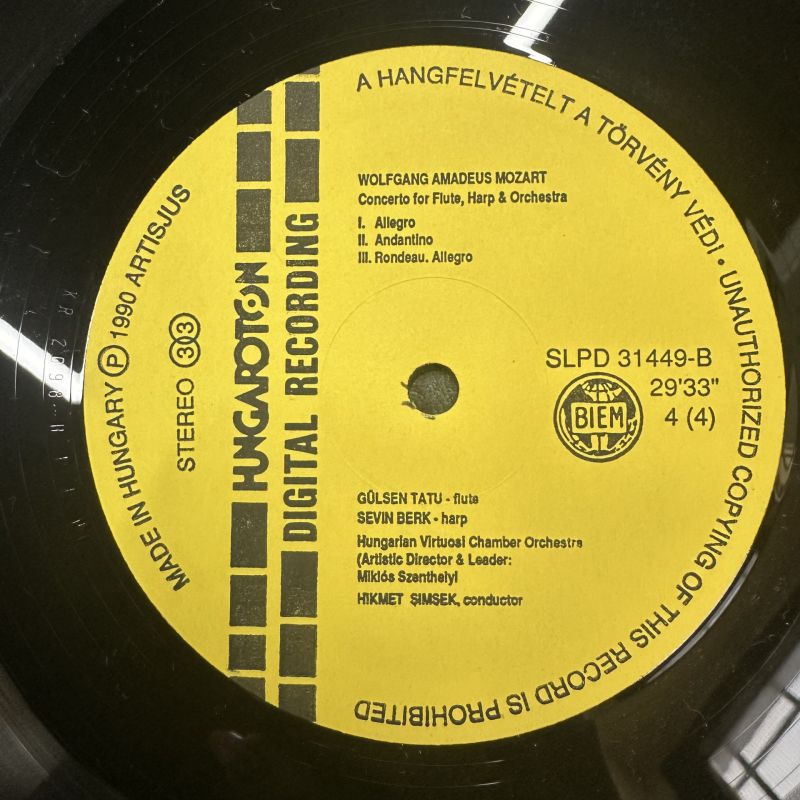 A HANGFELVÉTELT A TÖRVÉNY VÉDI • UNAUTHORIZED COPYING OF THIS RECORD IS PROHIBITED
MADE IN HUNGARY Ⓟ 1990 ARTISJUS
STEREO 33
HUNGAROTON
DIGITAL RECORDING
WOLFGANG AMADEUS MOZART
Concerto for Flute, Harp & Orchestra
I. Allegro
II. Andantino
III. Rondeau. Allegro
SLPD 31449-B
BIEM
29'33"
4 (4)
GÜLSEN TATU - flute
SEVIN BERK - harp
Hungarian Virtuosi Chamber Orchestra
(Artistic Director & Leader:
Miklós Szenthelyi
HIKMET ŞIMSEK, conductor